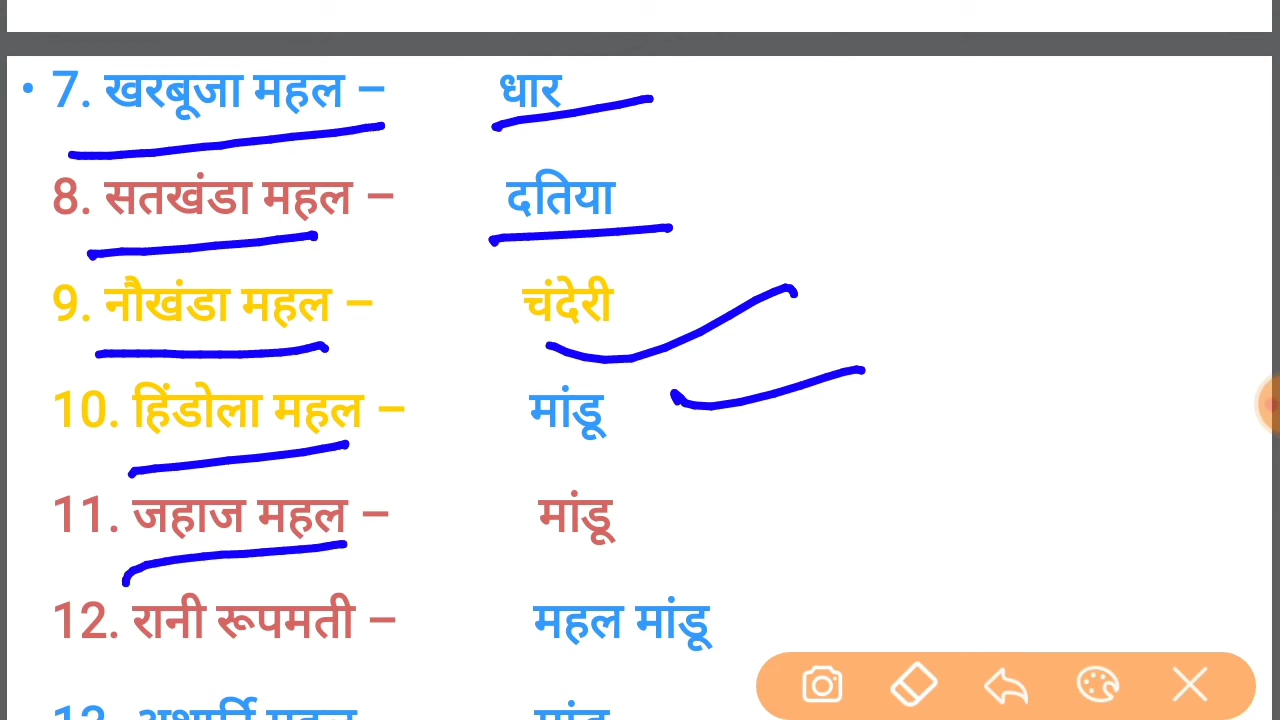 • 7. खरबूजा महल – धार
8. सतखंडा महल – दतिया
9. नौखंडा महल – चंदेरी
10. हिंडोला महल – मांडू
11. जहाज महल – मांडू
12. रानी रूपमती – महल मांडू